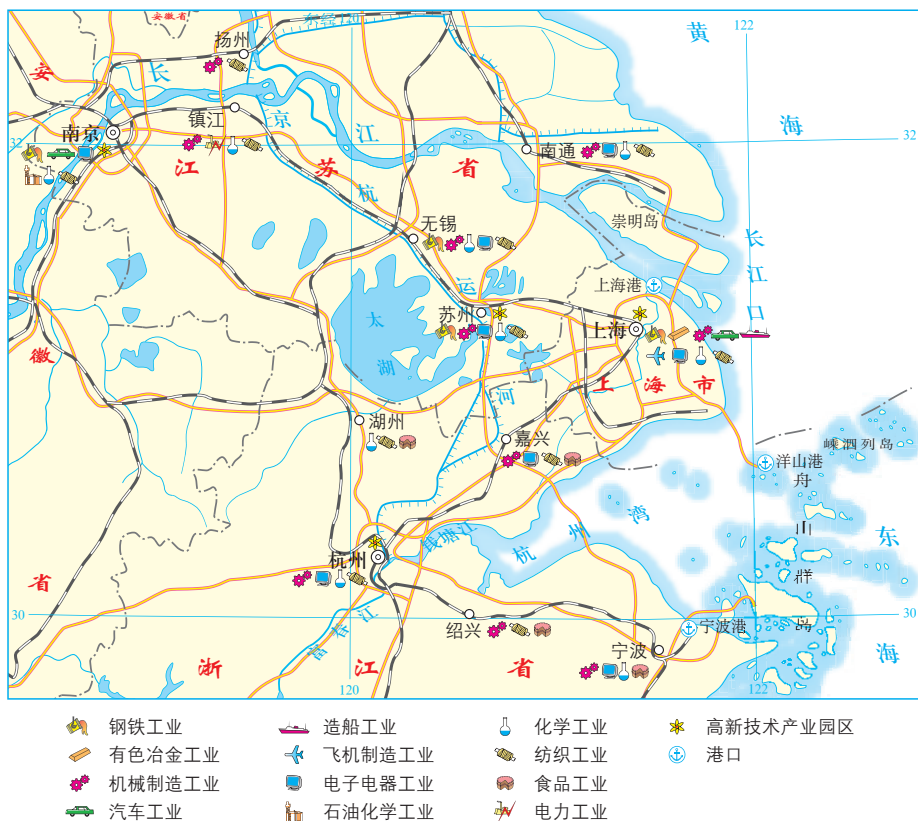 安徽省
120
122
黄
扬州
古运
安
长
海
镇江
京
江
32
32
南京
江
苏
省
南通
杭
崇明岛
无锡
长
江
口
运
上海港
太
苏州
上海
徽
湖
上
海
市
河
湖州
嘉兴
嵊泗列岛
洋山港
舟
山
群
岛
钱塘江
杭
州
湾
东
杭州
省
30
30
富春江
绍兴
宁波港
宁波
浙
江
省
海
120
122
钢铁工业
造船工业
化学工业
高新技术产业园区
有色冶金工业
飞机制造工业
纺织工业
港口
机械制造工业
电子电器工业
食品工业
汽车工业
石油化学工业
电力工业